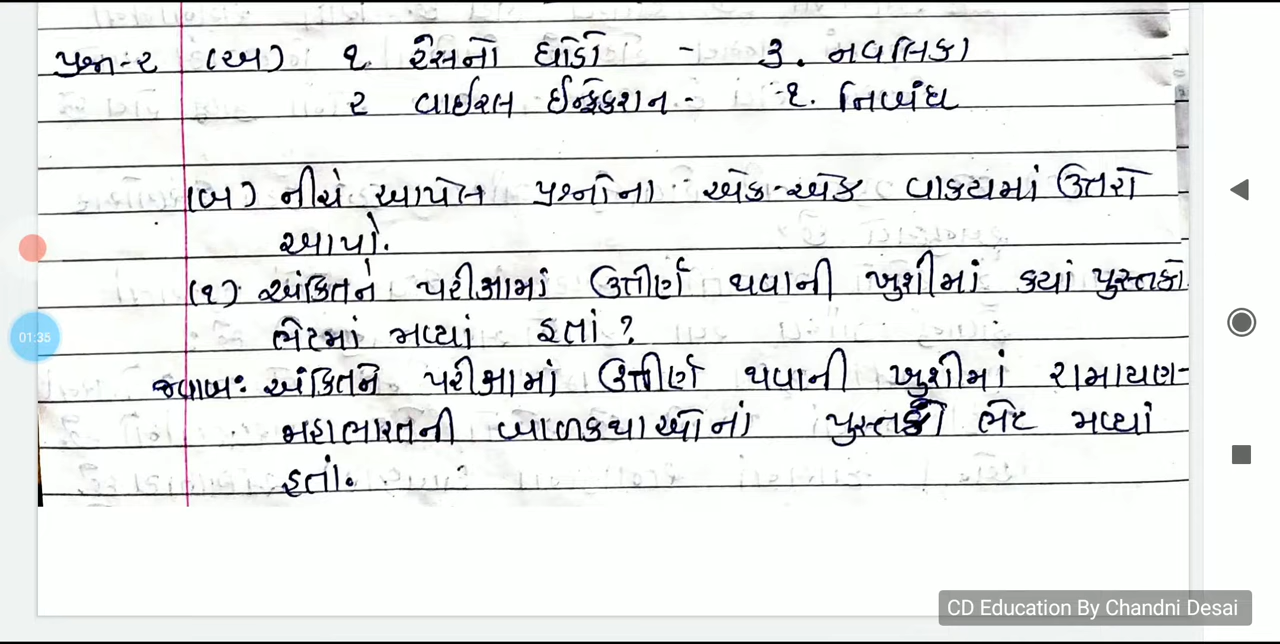 પ્રશ્ન-૨ (અ) ૧. રેસનો ઘોડો - ૩. નવલિકા
૨ વાઈરલ ઈન્ફેકશન - ૧. નિબંધ
(બ) નીચે આપેલ પ્રશ્નોના એક-એક વાક્યમાં ઉત્તરો
આપો.
(૧) અંકિતને પરીક્ષામાં ઉત્તીર્ણ થવાની ખુશીમાં ક્યાં પુસ્તકો
ભેટમાં મળ્યાં હતાં ?
જવાબઃ અંકિતને પરીક્ષામાં ઉત્તીર્ણ થવાની ખુશીમાં રામાયણ-
મહાભારતની બાળકથાઓનાં પુસ્તકો ભેટ મળ્યાં
હતાં.
01:35
CD Education By Chandni Desai